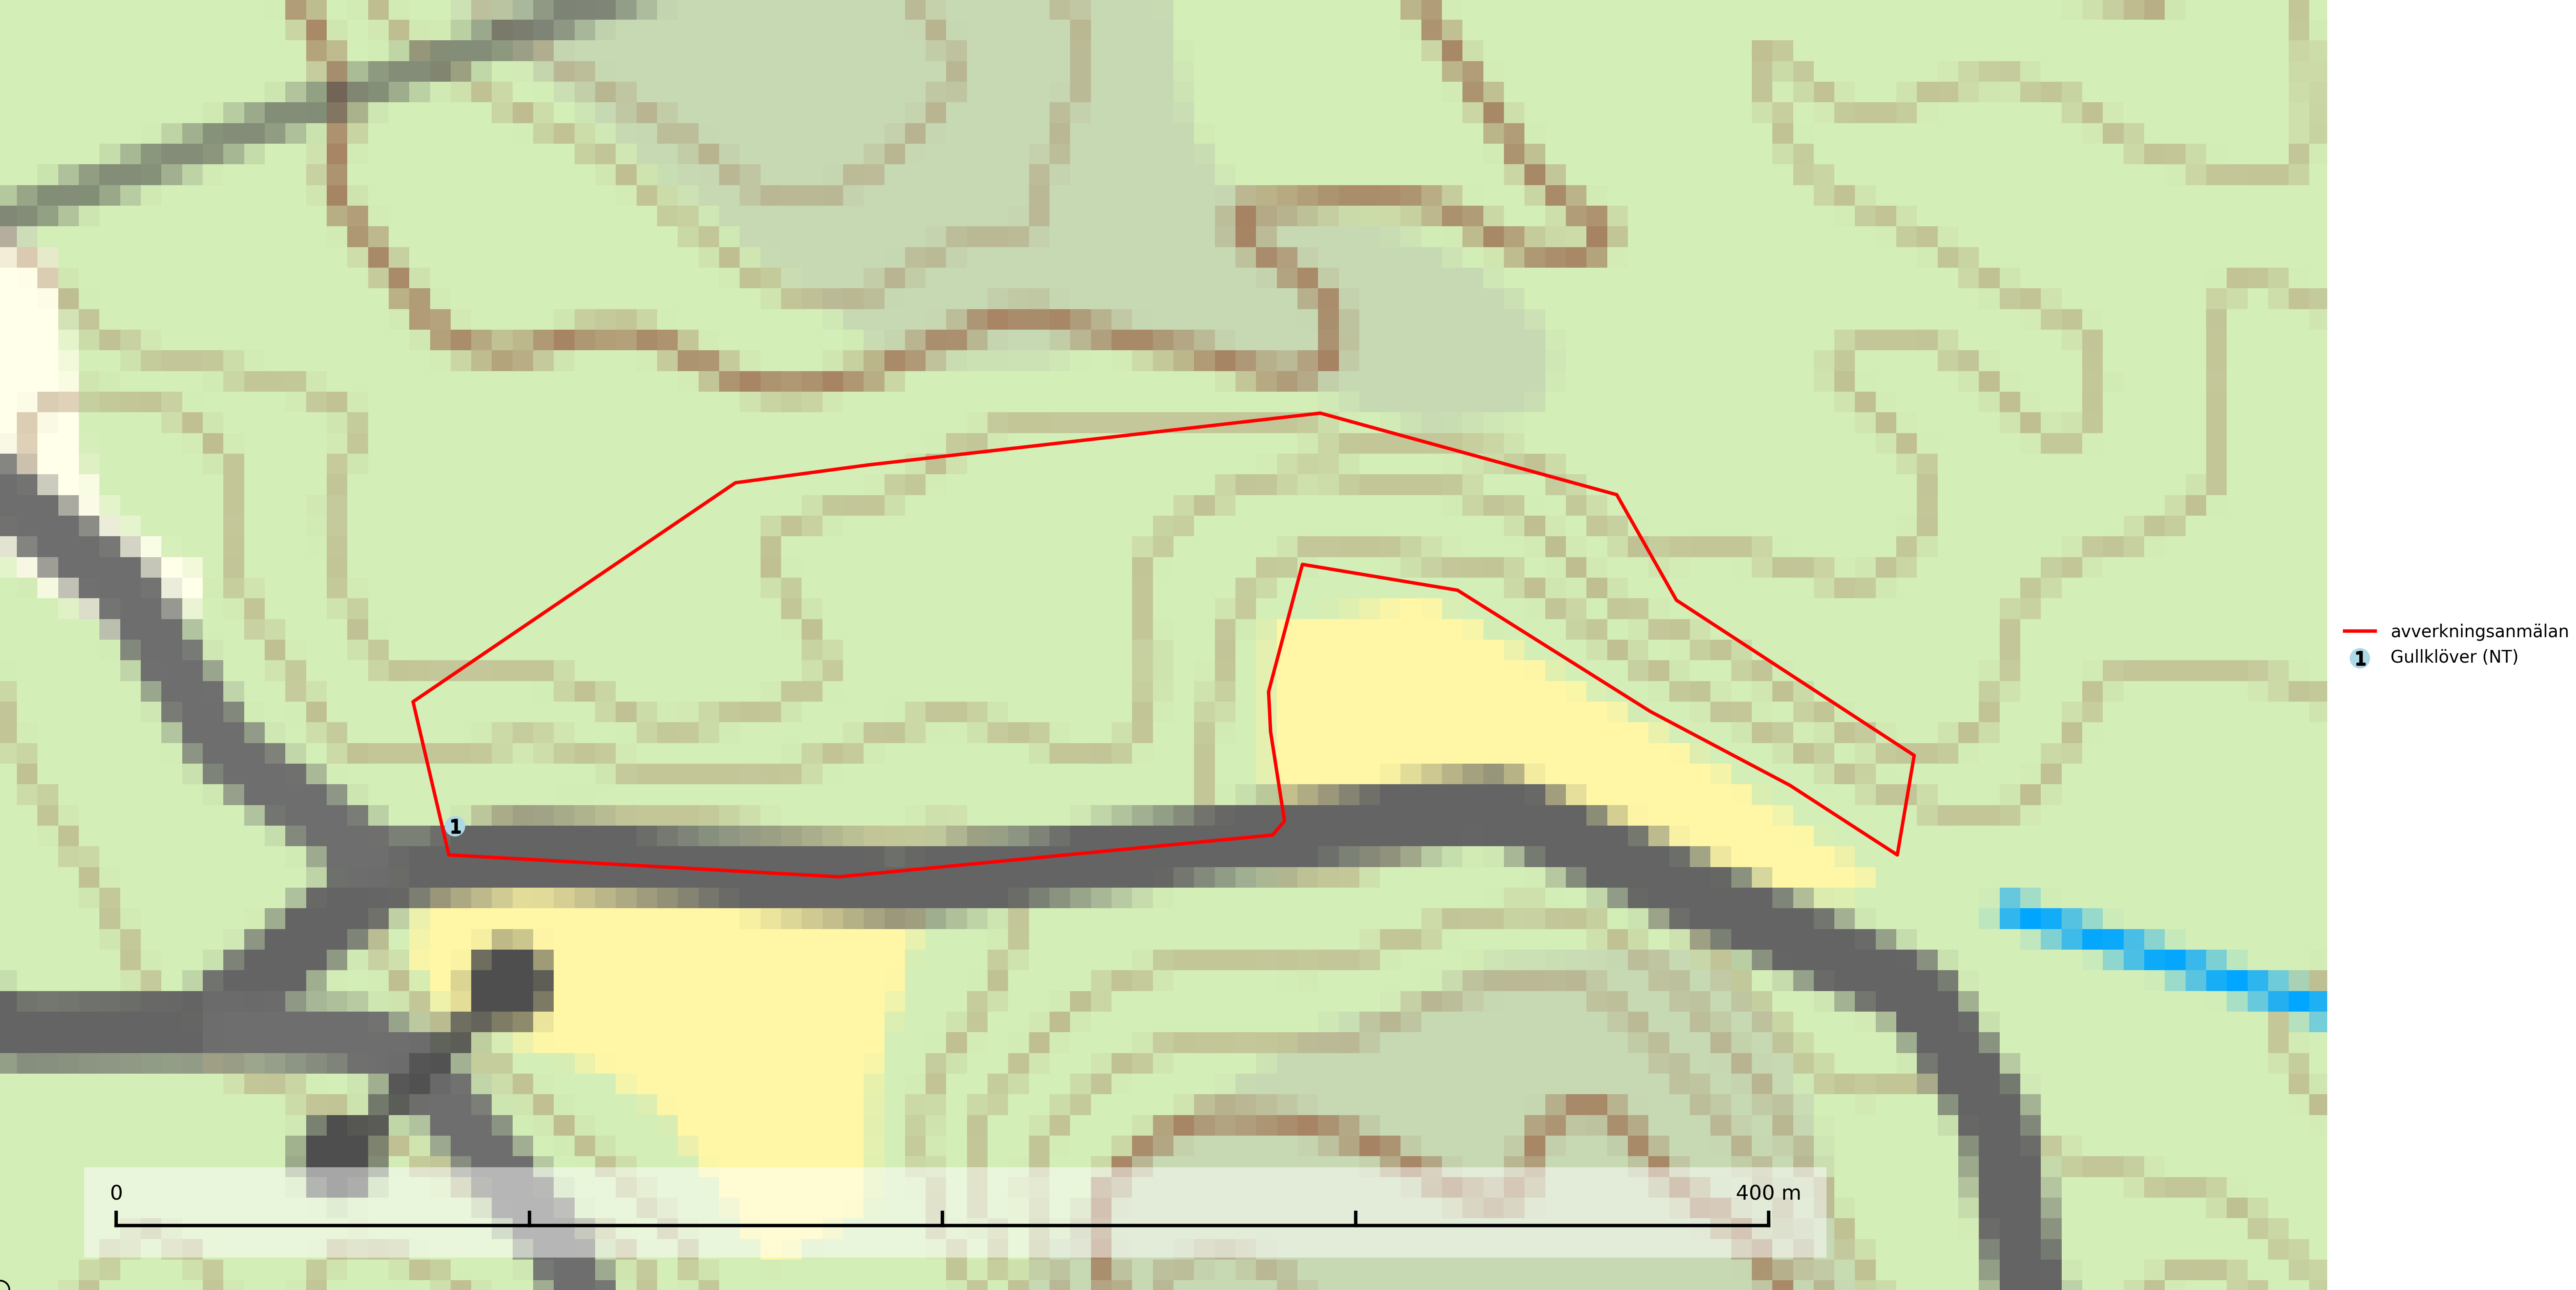 1
avverkningsanmälan
1 Gullklöver (NT)
0 400 m